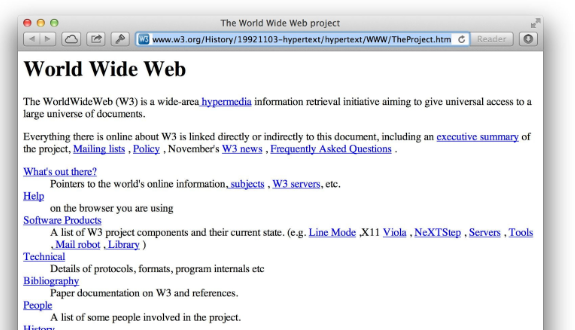 The World Wide Web project
www.w3.org/History/19921103-hypertext/hypertext/WWW/TheProject.htm
Reader
World Wide Web
The WorldWideWeb (W3) is a wide-area hypermedia information retrieval initiative aiming to give universal access to a
large universe of documents.
Everything there is online about W3 is linked directly or indirectly to this document, including an executive summary of
the project, Mailing lists , Policy , November's W3 news , Frequently Asked Questions .
What's out there?
Pointers to the world's online information, subjects , W3 servers, etc.
Help
on the browser you are using
Software Products
A list of W3 project components and their current state. (e.g. Line Mode ,X11 Viola , NeXTStep , Servers , Tools
, Mail robot , Library )
Technical
Details of protocols, formats, program internals etc
Bibliography
Paper documentation on W3 and references.
People
A list of some people involved in the project.
History